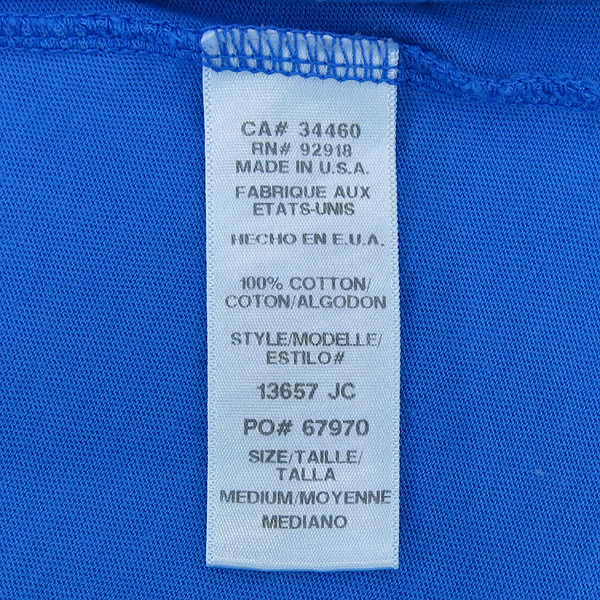 CA# 34460
RN# 92918
MADE IN U.S.A.
FABRIQUE AUX
ETATS-UNIS
HECHO EN E.U.A.
100% COTTON/
COTON/ALGODON
STYLE/MODELLE/
ESTILO#
13657 JC
PO# 67970
SIZE/TAILLE/
TALLA
MEDIUM/MOYENNE
MEDIANO